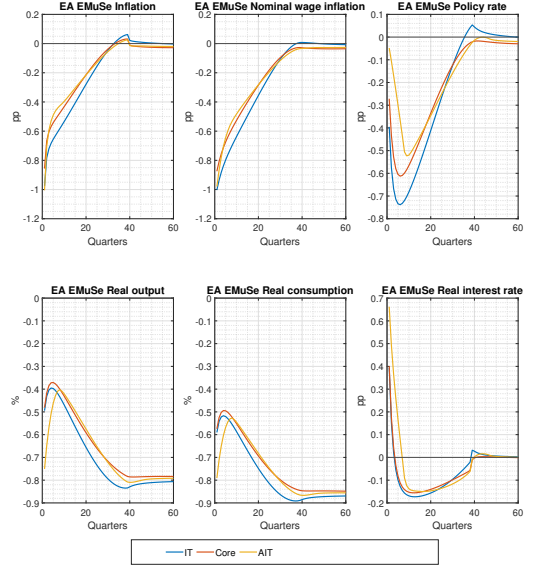 EA EMuSe Inflation
EA EMuSe Nominal wage inflation
EA EMuSe Policy rate
0.2
0
-0.2
-0.4
-0.6
-0.8
-1
-1.2
pp
0 20 40 60
Quarters
0.2
0
-0.2
-0.4
-0.6
-0.8
-1
-1.2
pp
0 20 40 60
Quarters
0.1
0
-0.1
-0.2
-0.3
-0.4
-0.5
-0.6
-0.7
-0.8
pp
0 20 40 60
Quarters
EA EMuSe Real output
EA EMuSe Real consumption
EA EMuSe Real interest rate
0
-0.1
-0.2
-0.3
-0.4
-0.5
-0.6
-0.7
-0.8
-0.9
%
0 20 40 60
Quarters
0
-0.1
-0.2
-0.3
-0.4
-0.5
-0.6
-0.7
-0.8
-0.9
%
0 20 40 60
Quarters
0.7
0.6
0.5
0.4
0.3
0.2
0.1
0
-0.1
-0.2
pp
0 20 40 60
Quarters
IT Core AIT